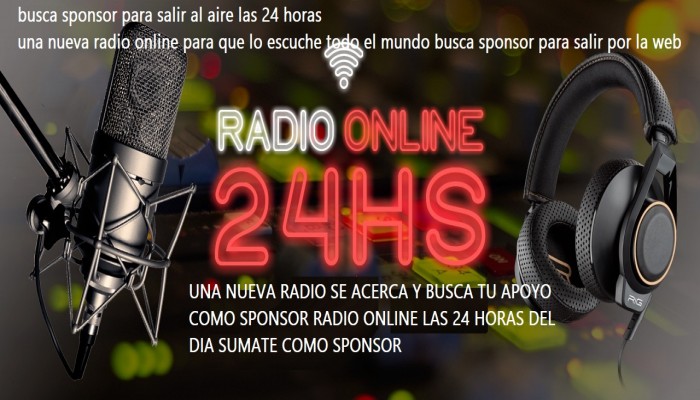 busca sponsor para salir al aire las 24 horas
una nueva radio online para que lo escuche todo el mundo busca sponsor para salir por la web
RADIO ONLINE
24HS
UNA NUEVA RADIO SE ACERCA Y BUSCA TU APOYO
COMO SPONSOR RADIO ONLINE LAS 24 HORAS DEL
DIA SUMATE COMO SPONSOR
RIG